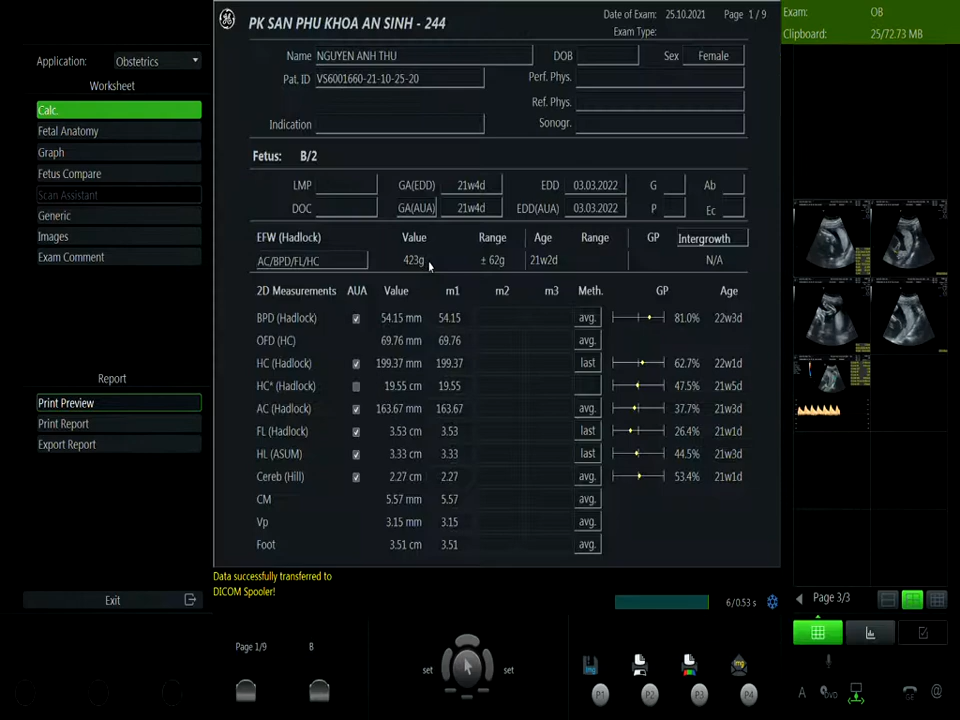 PK SAN PHU KHOA AN SINH - 244
Date of Exam: 25.10.2021 Page 1 / 9
Exam Type:
Exam: OB
Clipboard: 25/72.73 MB
Application: Obstetrics
Worksheet
Calc.
Fetal Anatomy
Graph
Fetus Compare
Scan Assistant
Generic
Images
Exam Comment
Report
Print Preview
Print Report
Export Report
Exit
Name NGUYEN ANH THU DOB Sex Female
Pat. ID VS6001660-21-10-25-20 Perf. Phys.
Ref. Phys.
Indication Sonogr.
Fetus: B/2
LMP GA(EDD) 21w4d EDD 03.03.2022 G Ab
DOC GA(AUA) 21w4d EDD(AUA) 03.03.2022 P Ec
EFW (Hadlock) Value Range Age Range GP Intergrowth
AC/BPD/FL/HC 423g ± 62g 21w2d N/A
2D Measurements AUA Value m1 m2 m3 Meth. GP Age
BPD (Hadlock) 54.15 mm 54.15 avg. 81.0% 22w3d
OFD (HC) 69.76 mm 69.76 avg.
HC (Hadlock) 199.37 mm 199.37 last 62.7% 22w1d
HC* (Hadlock) 19.55 cm 19.55 47.5% 21w5d
AC (Hadlock) 163.67 mm 163.67 avg. 37.7% 21w3d
FL (Hadlock) 3.53 cm 3.53 last 26.4% 21w1d
HL (ASUM) 3.33 cm 3.33 last 44.5% 21w3d
Cereb (Hill) 2.27 cm 2.27 avg. 53.4% 21w1d
CM 5.57 mm 5.57 avg.
Vp 3.15 mm 3.15 avg.
Foot 3.51 cm 3.51 avg.
Data successfully transferred to
DICOM Spooler!
6/0.53 s
Page 3/3
Page 1/9 B
set set
P1 P2 P3 P4
A DVD @